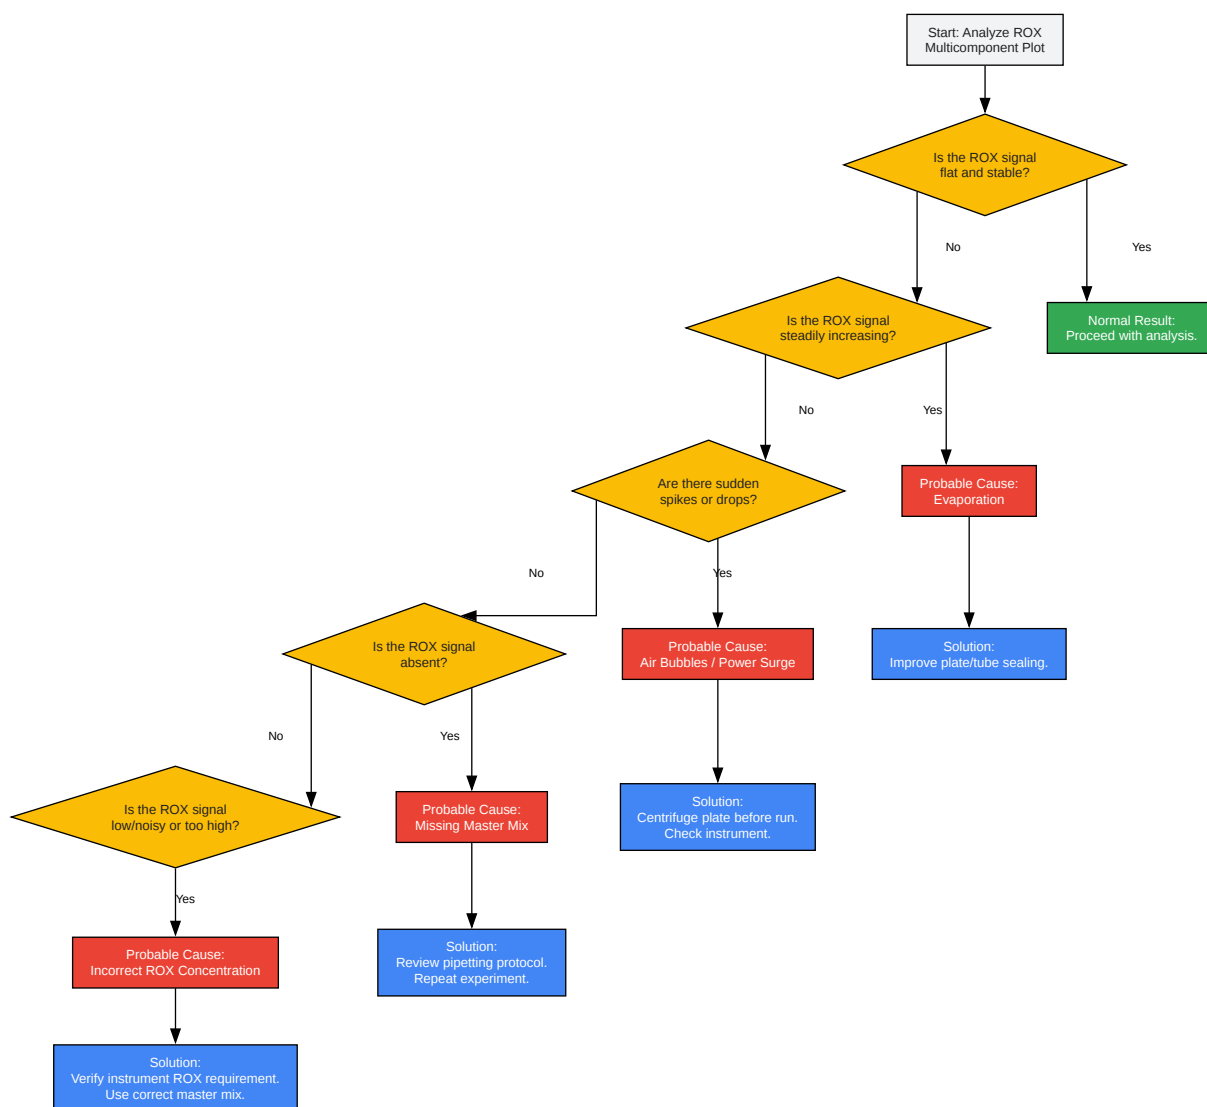 Start: Analyze ROX
Multicomponent Plot
Is the ROX signal
flat and stable?
No
Yes
Is the ROX signal
steadily increasing?
Normal Result:
Proceed with analysis.
No
Yes
Are there sudden
spikes or drops?
Probable Cause:
Evaporation
No
Yes
Is the ROX signal
absent?
Probable Cause:
Air Bubbles / Power Surge
Solution:
Improve plate/tube sealing.
No
Yes
Is the ROX signal
low/noisy or too high?
Probable Cause:
Missing Master Mix
Solution:
Centrifuge plate before run.
Check instrument.
Yes
Probable Cause:
Incorrect ROX Concentration
Solution:
Review pipetting protocol.
Repeat experiment.
Solution:
Verify instrument ROX requirement.
Use correct master mix.